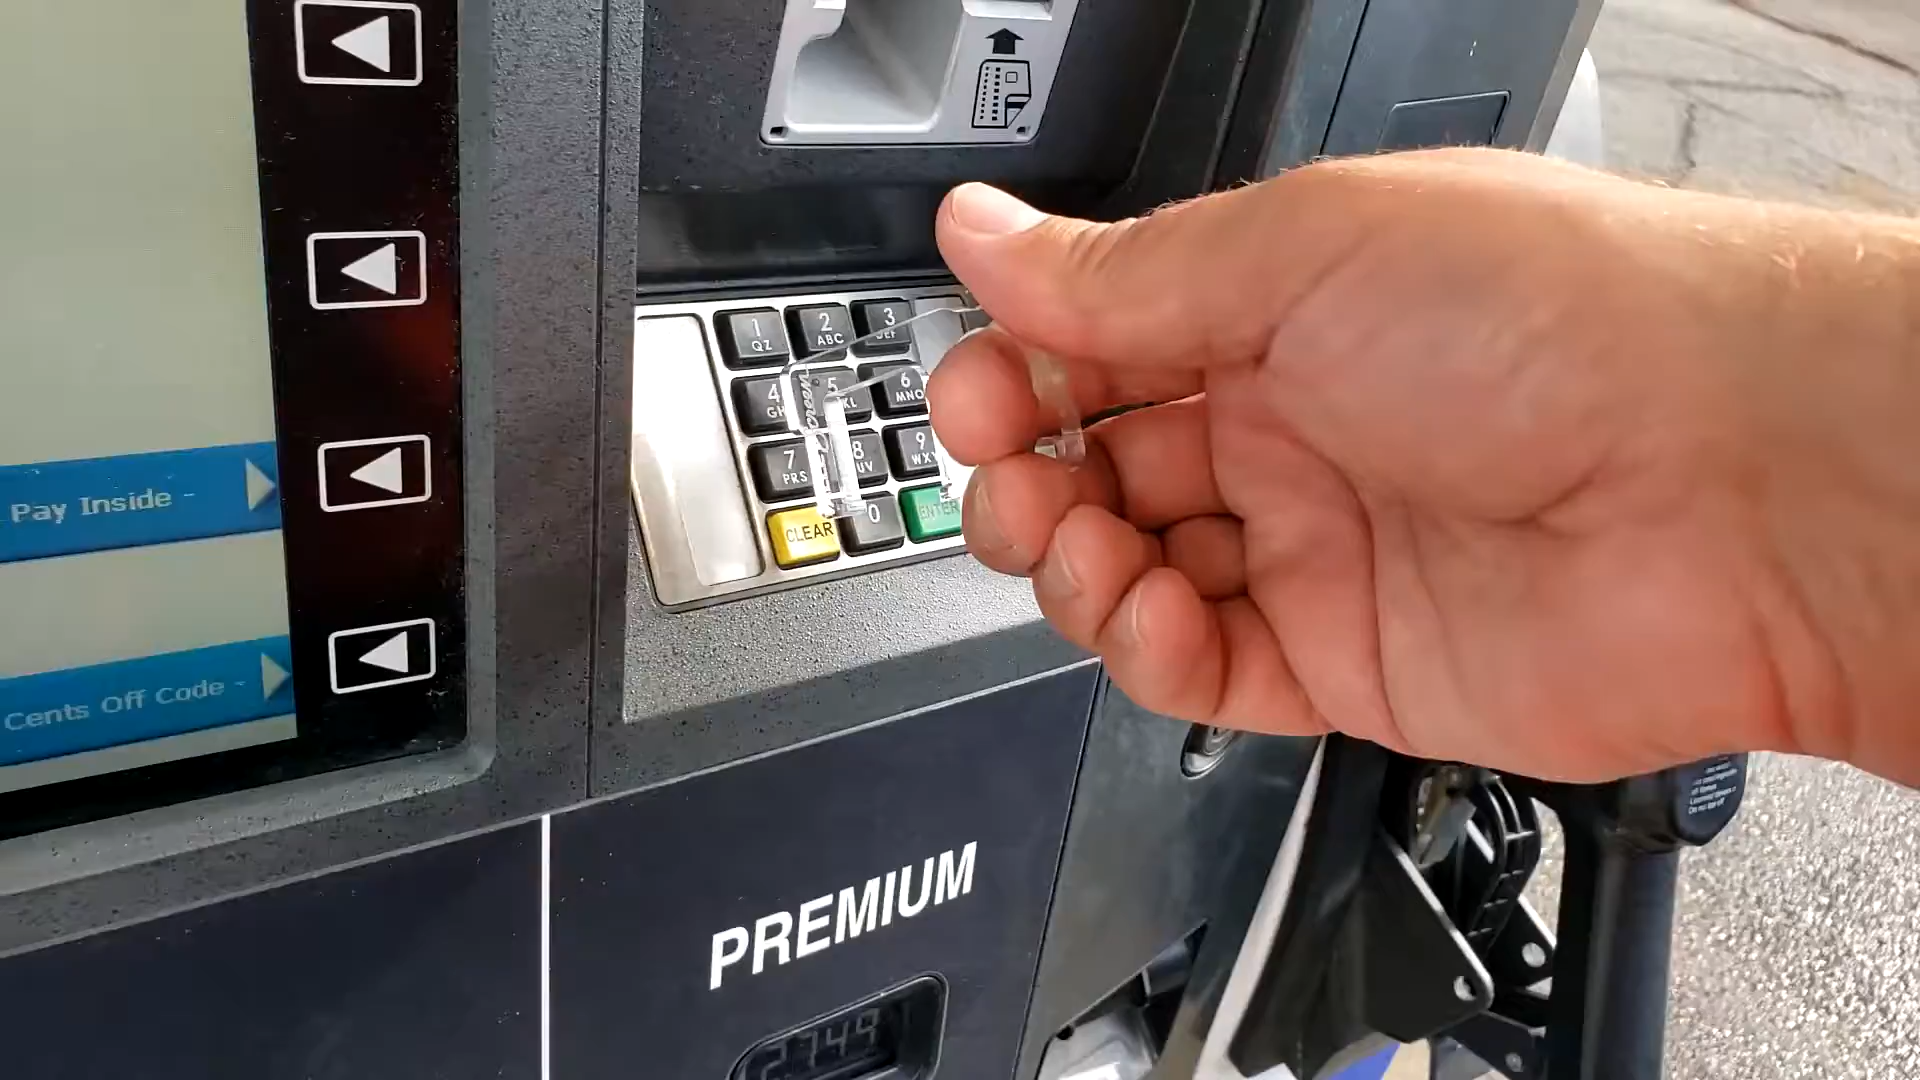 Pay Inside -
Cents Off Code -
1
QZ
2
ABC
3
4
5
6
MNO
7
PRS
8
9
CLEAR
0
ENTER
PREMIUM